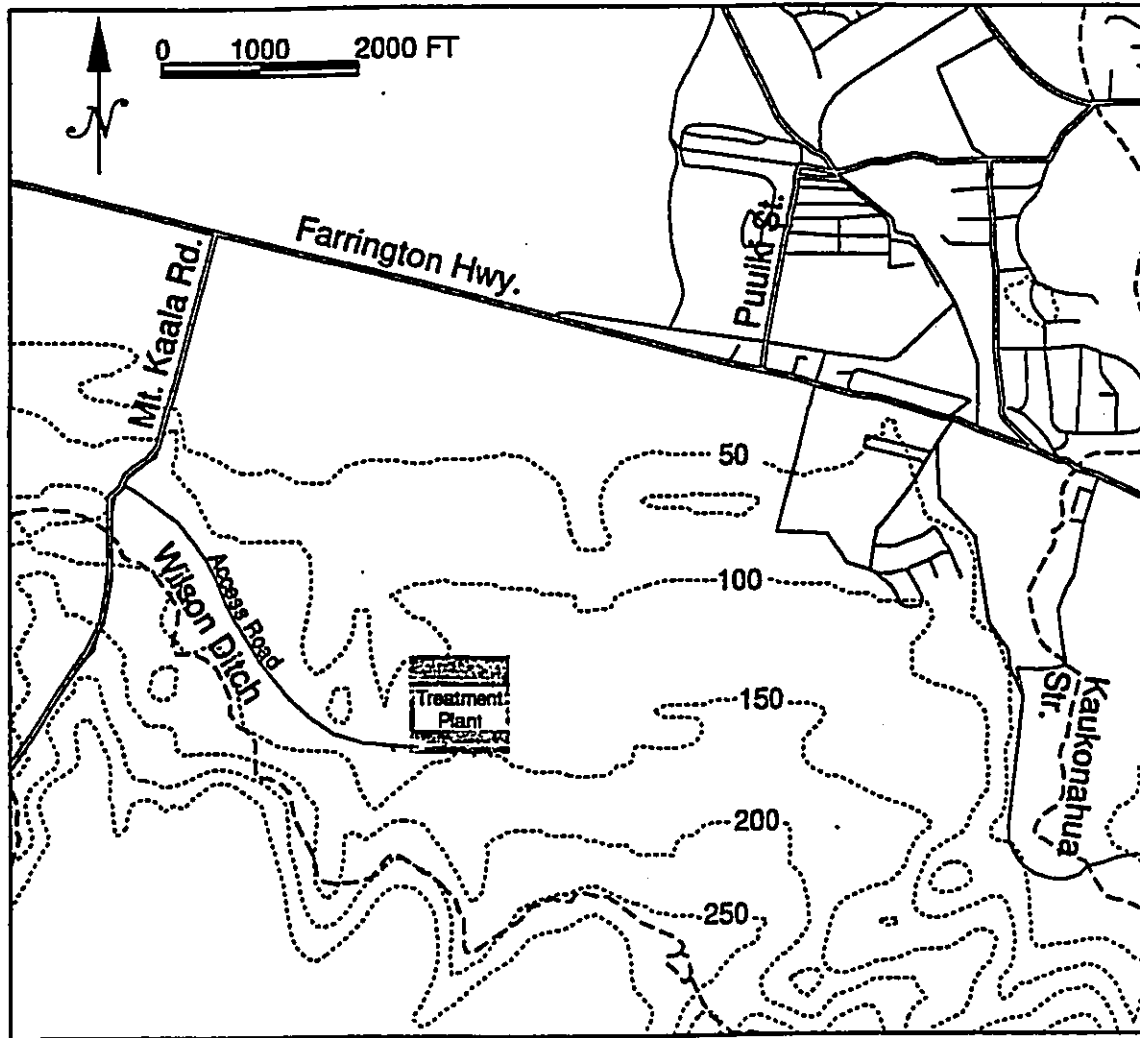 0 1000 2000 FT
N
Farrington Hwy.
Puuiki St.
Mt. Kaala Rd.
50
100
Wilson Ditch
Access Road
Treatment
Plant
150
Kaukonahua
Str.
200
250